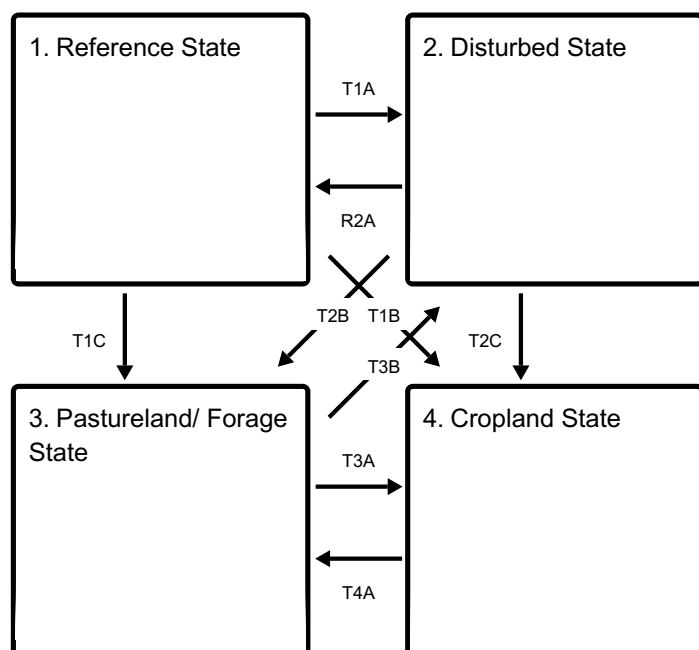 1. Reference State
2. Disturbed State
T1A
R2A
T1C
T2B
T1B
T2C
T3B
3. Pastureland/ Forage
State
4. Cropland State
T3A
T4A